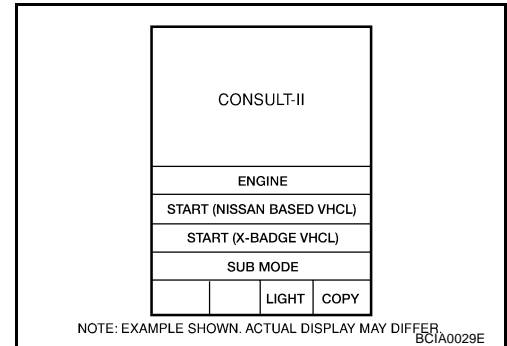 CONSULT-II
ENGINE
START (NISSAN BASED VHCL)
START (X-BADGE VHCL)
SUB MODE
LIGHT COPY
NOTE: EXAMPLE SHOWN. ACTUAL DISPLAY MAY DIFFER.
BCIA0029E